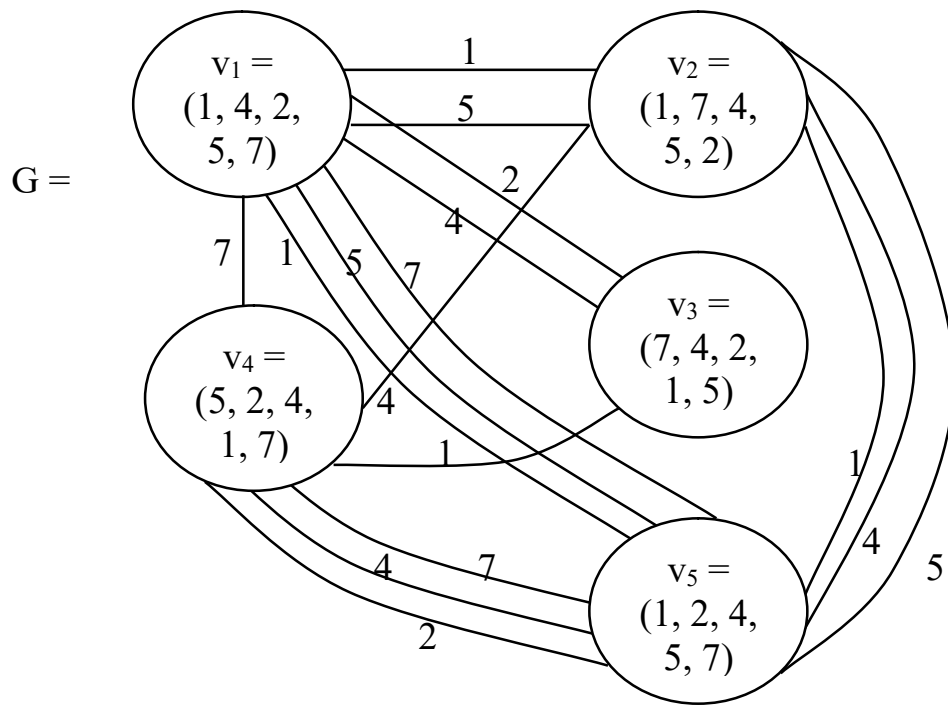 G =
v₁ =
(1, 4, 2,
5, 7)
1
5
v₂ =
(1, 7, 4,
5, 2)
2
4
7
1
5
7
v₃ =
(7, 4, 2,
1, 5)
v₄ =
(5, 2, 4,
1, 7)
4
1
1
4
5
7
4
2
v₅ =
(1, 2, 4,
5, 7)